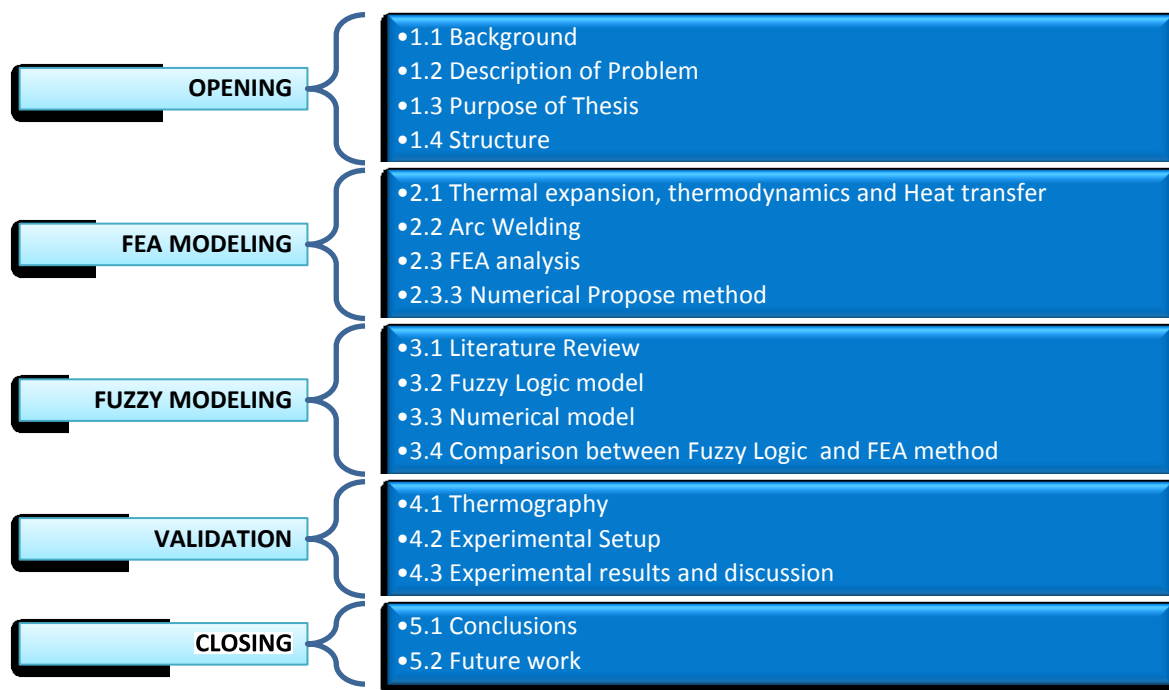 OPENING
•1.1 Background
•1.2 Description of Problem
•1.3 Purpose of Thesis
•1.4 Structure
FEA MODELING
•2.1 Thermal expansion, thermodynamics and Heat transfer
•2.2 Arc Welding
•2.3 FEA analysis
•2.3.3 Numerical Propose method
FUZZY MODELING
•3.1 Literature Review
•3.2 Fuzzy Logic model
•3.3 Numerical model
•3.4 Comparison between Fuzzy Logic and FEA method
VALIDATION
•4.1 Thermography
•4.2 Experimental Setup
•4.3 Experimental results and discussion
CLOSING
•5.1 Conclusions
•5.2 Future work